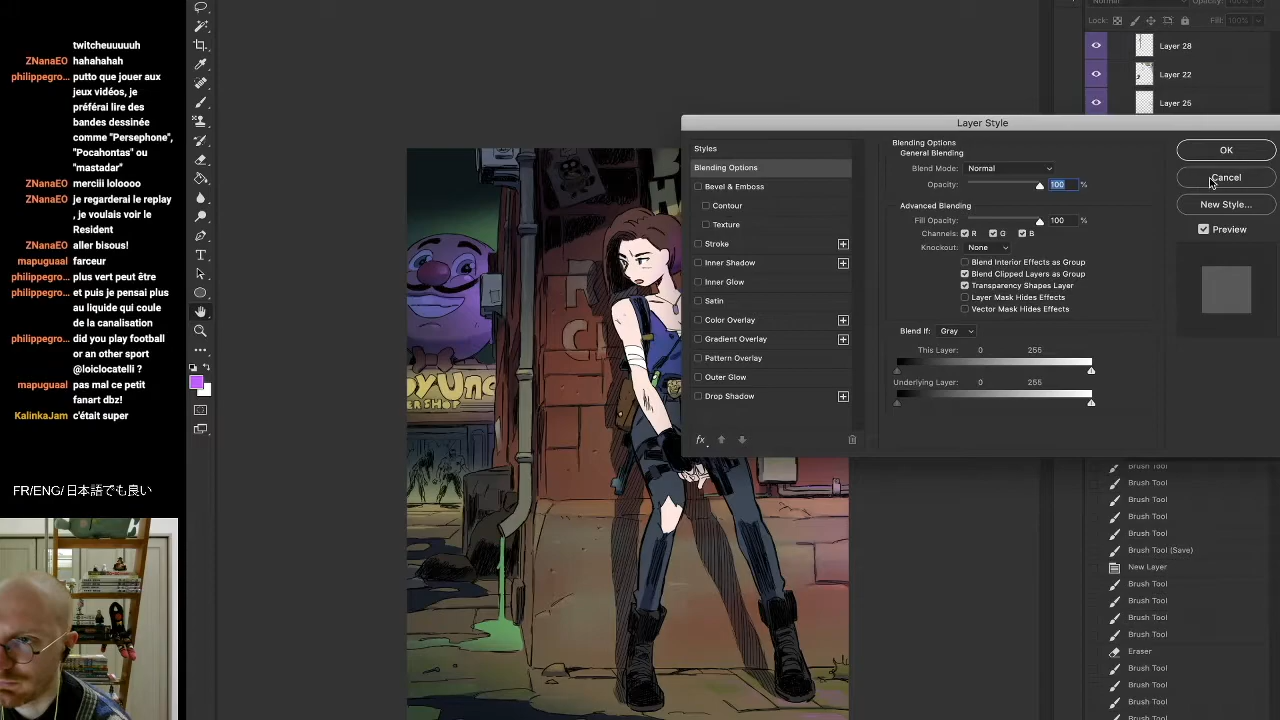 twitcheuuuuuh
ZNanaEO hahahahah
philippegro... putto que jouer aux
jeux vidéos, je
préférai lire des
bandes dessinée
comme "Persephone",
"Pocahontas" ou
"mastadar"
ZNanaEO merciii loloooo
ZNanaEO je regarderai le replay
, je voulais voir le
Resident
ZNanaEO aller bisous!
mapuguaal farceur
philippegro... plus vert peut être
philippegro... et puis je pensai plus
au liquide qui coule
de la canalisation
philippegro... did you play football
or an other sport
@loiclocatelli ?
mapuguaal pas mal ce petit
fanart dbz!
KalinkaJam c'était super
FR/ENG/日本語でも良い
Normal
Opacity: 100%
Lock:
Fill: 100%
Layer 28
Layer 22
Layer 25
Layer Style
Styles
Blending Options
Bevel & Emboss
Contour
Texture
Stroke
Inner Shadow
Inner Glow
Satin
Color Overlay
Gradient Overlay
Pattern Overlay
Outer Glow
Drop Shadow
fx
Blending Options
General Blending
Blend Mode: Normal
Opacity: 100 %
Advanced Blending
Fill Opacity: 100 %
Channels: R G B
Knockout: None
Blend Interior Effects as Group
Blend Clipped Layers as Group
Transparency Shapes Layer
Layer Mask Hides Effects
Vector Mask Hides Effects
Blend If: Gray
This Layer: 0 255
Underlying Layer: 0 255
OK
Cancel
New Style...
Preview
Brush Tool
Brush Tool
Brush Tool
Brush Tool
Brush Tool
Brush Tool (Save)
New Layer
Brush Tool
Brush Tool
Brush Tool
Brush Tool
Eraser
Brush Tool
Brush Tool
Brush Tool